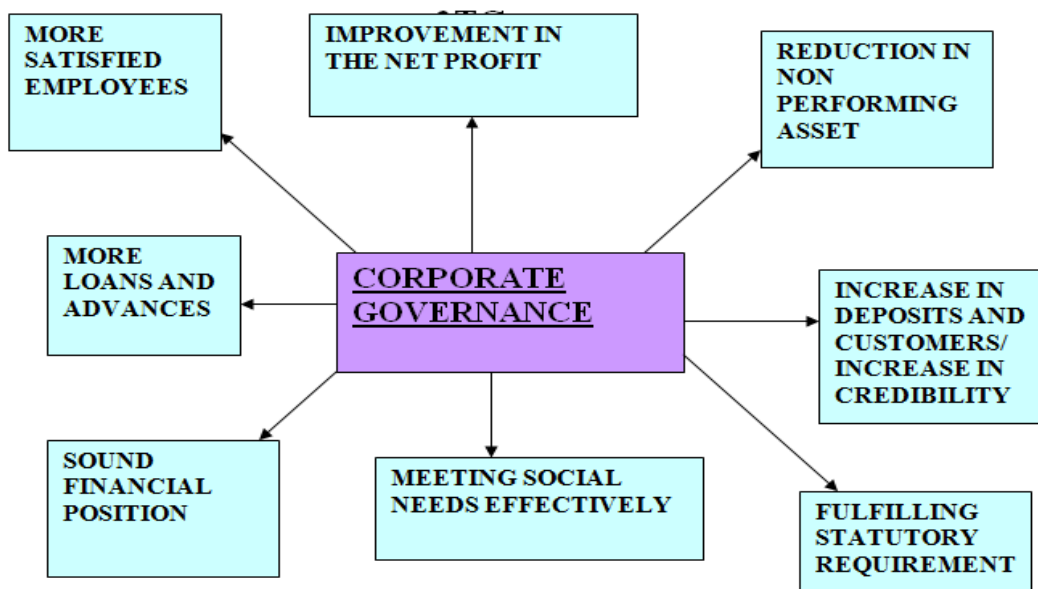 MORE
SATISFIED
EMPLOYEES
IMPROVEMENT IN
THE NET PROFIT
REDUCTION IN
NON
PERFORMING
ASSET
MORE
LOANS AND
ADVANCES
CORPORATE
GOVERNANCE
INCREASE IN
DEPOSITS AND
CUSTOMERS/
INCREASE IN
CREDIBILITY
SOUND
FINANCIAL
POSITION
MEETING SOCIAL
NEEDS EFFECTIVELY
FULFILLING
STATUTORY
REQUIREMENT